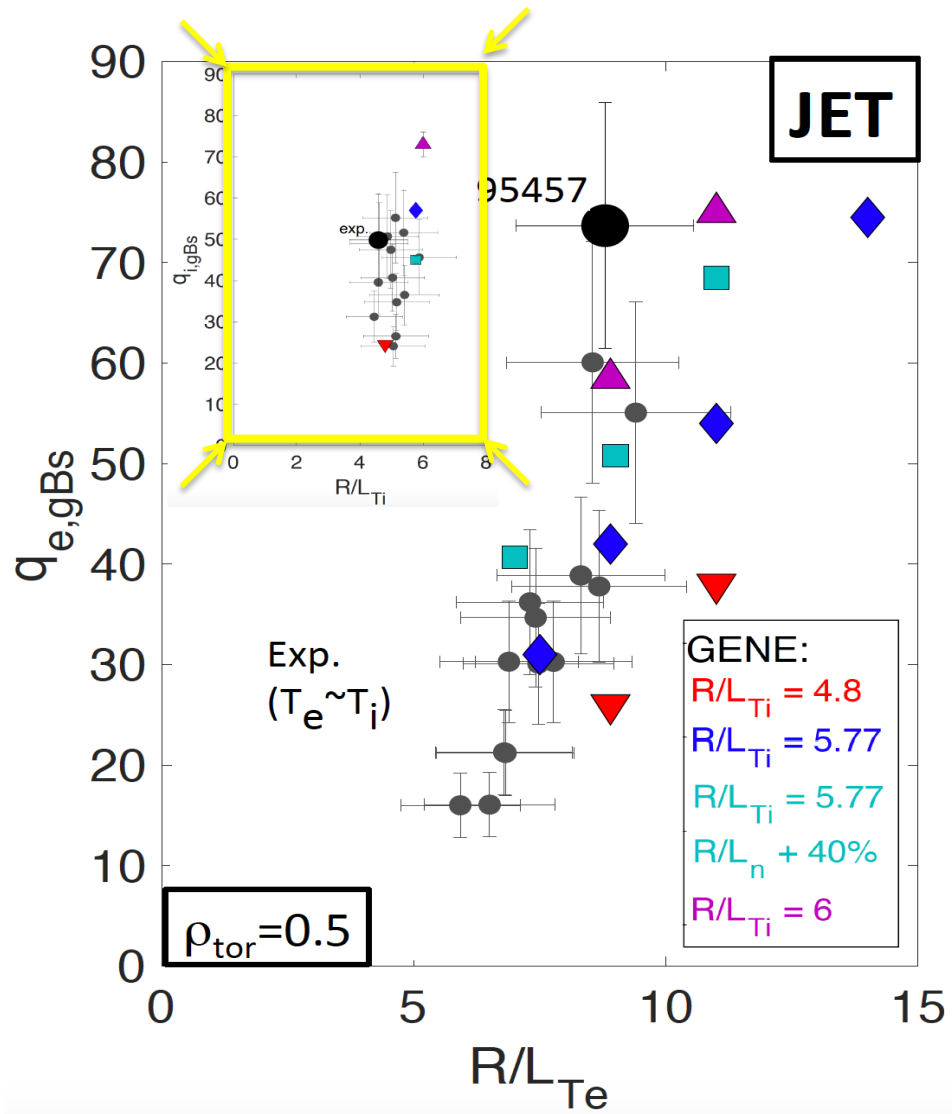 JET
90
80
70
60
50
40
30
20
10
0
q_e,gBs
0
5
10
15
R/L_Te
90
80
70
60
50
40
30
20
10
0
q_i,gBs
0
2
4
6
8
R/L_Ti
exp.
95457
Exp.
(T_e~T_i)
GENE:
R/L_Ti = 4.8
R/L_Ti = 5.77
R/L_Ti = 5.77
R/L_n + 40%
R/L_Ti = 6
ρ_tor=0.5